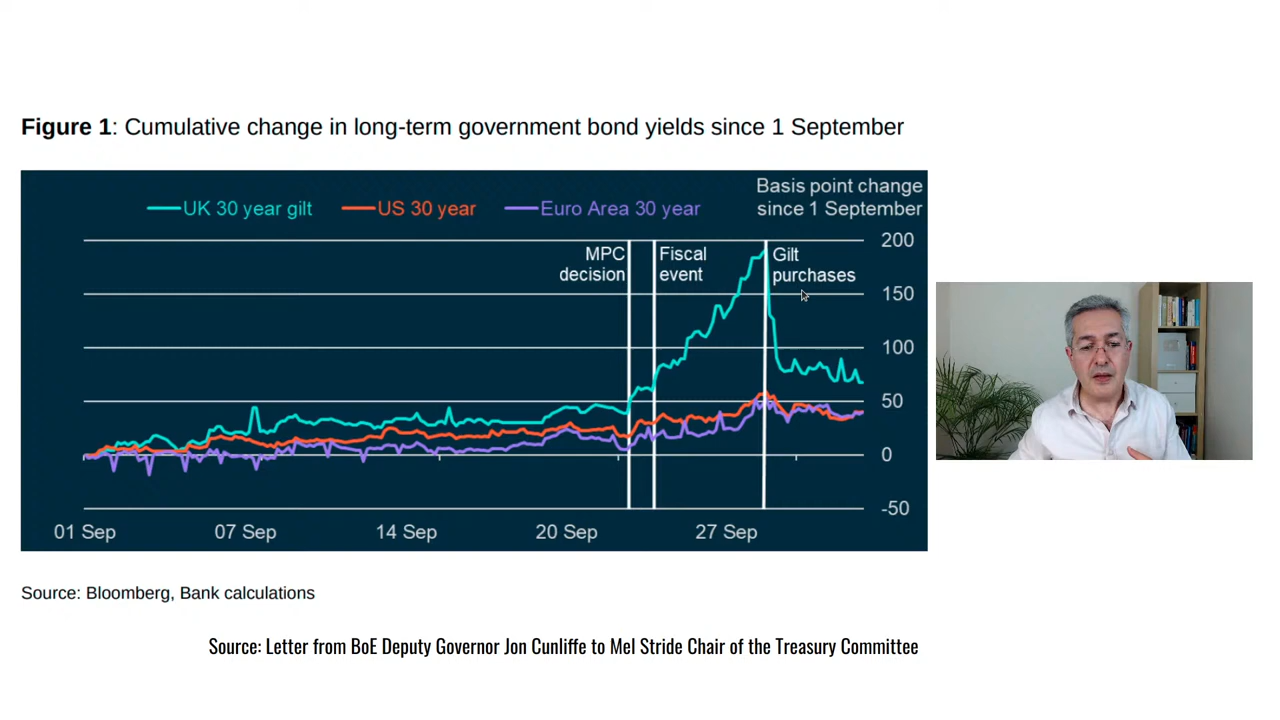 Figure 1: Cumulative change in long-term government bond yields since 1 September
Basis point change
since 1 September
UK 30 year gilt
US 30 year
Euro Area 30 year
MPC
decision
Fiscal
event
Gilt
purchases
200
150
100
50
0
-50
01 Sep
07 Sep
14 Sep
20 Sep
27 Sep
Source: Bloomberg, Bank calculations
Source: Letter from BoE Deputy Governor Jon Cunliffe to Mel Stride Chair of the Treasury Committee